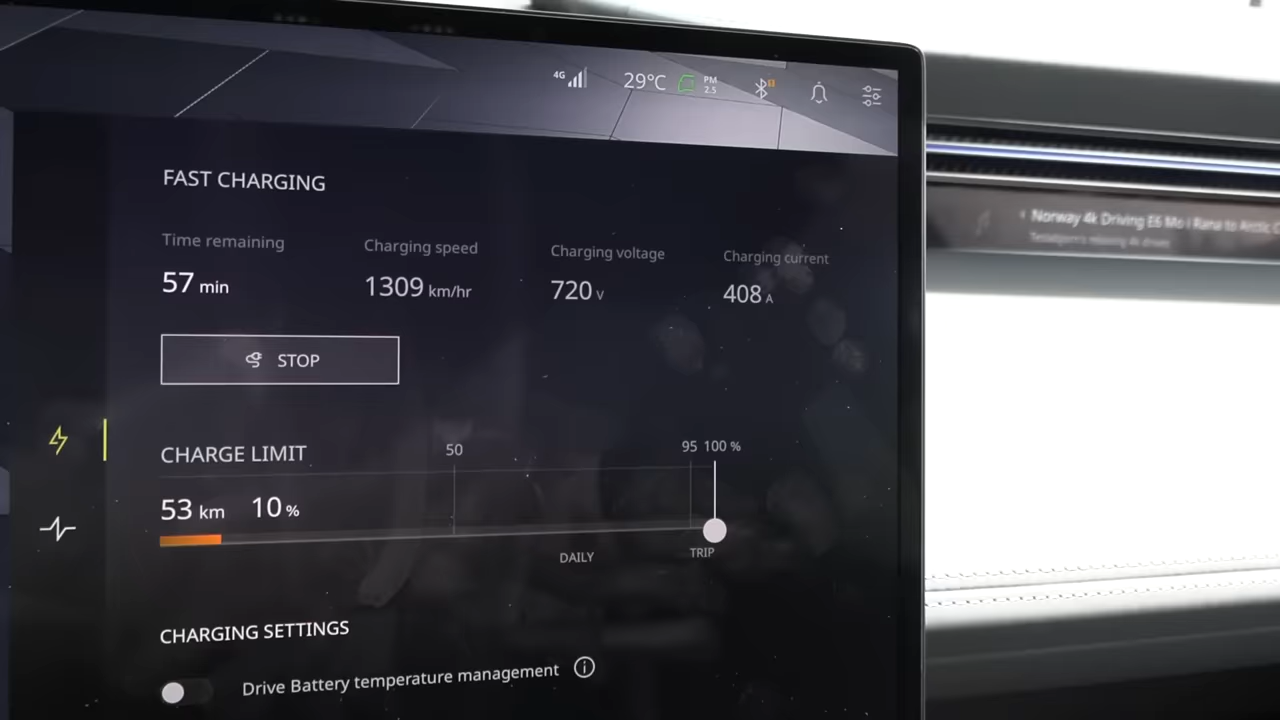 4G 29°C PM 2.5
FAST CHARGING
Time remaining Charging speed Charging voltage Charging current
57 min 1309 km/hr 720 V 408 A
STOP
CHARGE LIMIT 50 95 100 %
53 km 10 %
DAILY TRIP
CHARGING SETTINGS
Drive Battery temperature management
Norway 4k Driving E6 Mo i Rana to Arctic C